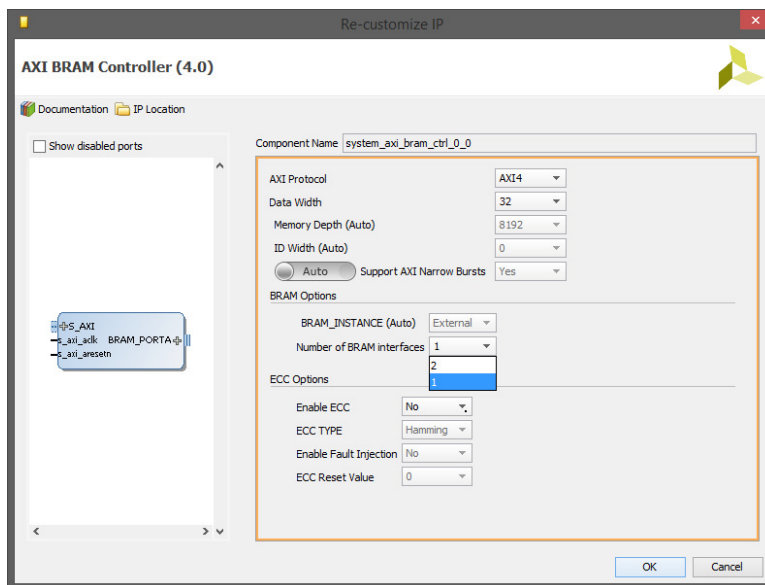 Re-customize IP
AXI BRAM Controller (4.0)
Documentation IP Location
Show disabled ports
Component Name system_axi_bram_ctrl_0_0
AXI Protocol AXI4
Data Width 32
Memory Depth (Auto) 8192
ID Width (Auto) 0
Auto Support AXI Narrow Bursts Yes
BRAM Options
BRAM_INSTANCE (Auto) External
Number of BRAM interfaces 1
2
1
ECC Options
Enable ECC No
ECC TYPE Hamming
Enable Fault Injection No
ECC Reset Value 0
S_AXI
s_axi_aclk BRAM_PORTA
s_axi_aresetn
OK Cancel